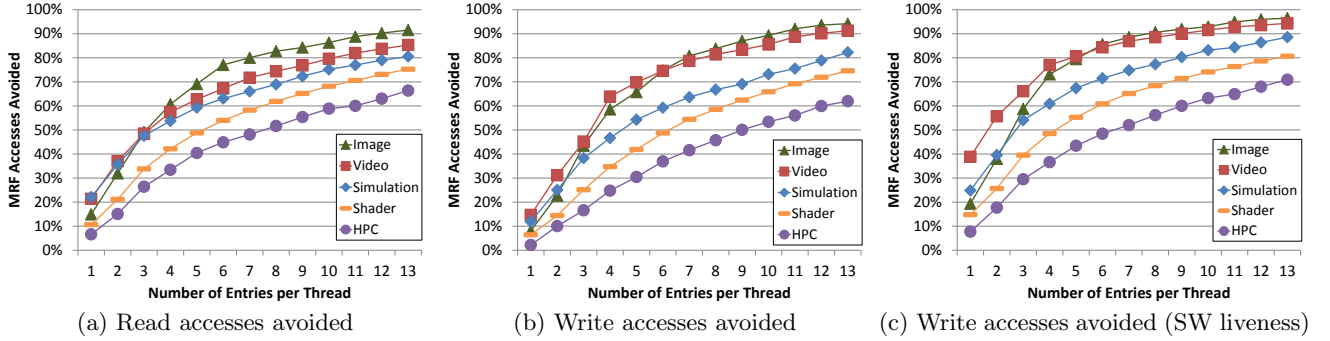 MRF Accesses Avoided
100%
90%
80%
70%
60%
50%
40%
30%
20%
10%
0%
Image
Video
Simulation
Shader
HPC
1 2 3 4 5 6 7 8 9 10 11 12 13
Number of Entries per Thread
(a) Read accesses avoided
MRF Accesses Avoided
100%
90%
80%
70%
60%
50%
40%
30%
20%
10%
0%
Image
Video
Simulation
Shader
HPC
1 2 3 4 5 6 7 8 9 10 11 12 13
Number of Entries per Thread
(b) Write accesses avoided
MRF Accesses Avoided
100%
90%
80%
70%
60%
50%
40%
30%
20%
10%
0%
Image
Video
Simulation
Shader
HPC
1 2 3 4 5 6 7 8 9 10 11 12 13
Number of Entries per Thread
(c) Write accesses avoided (SW liveness)